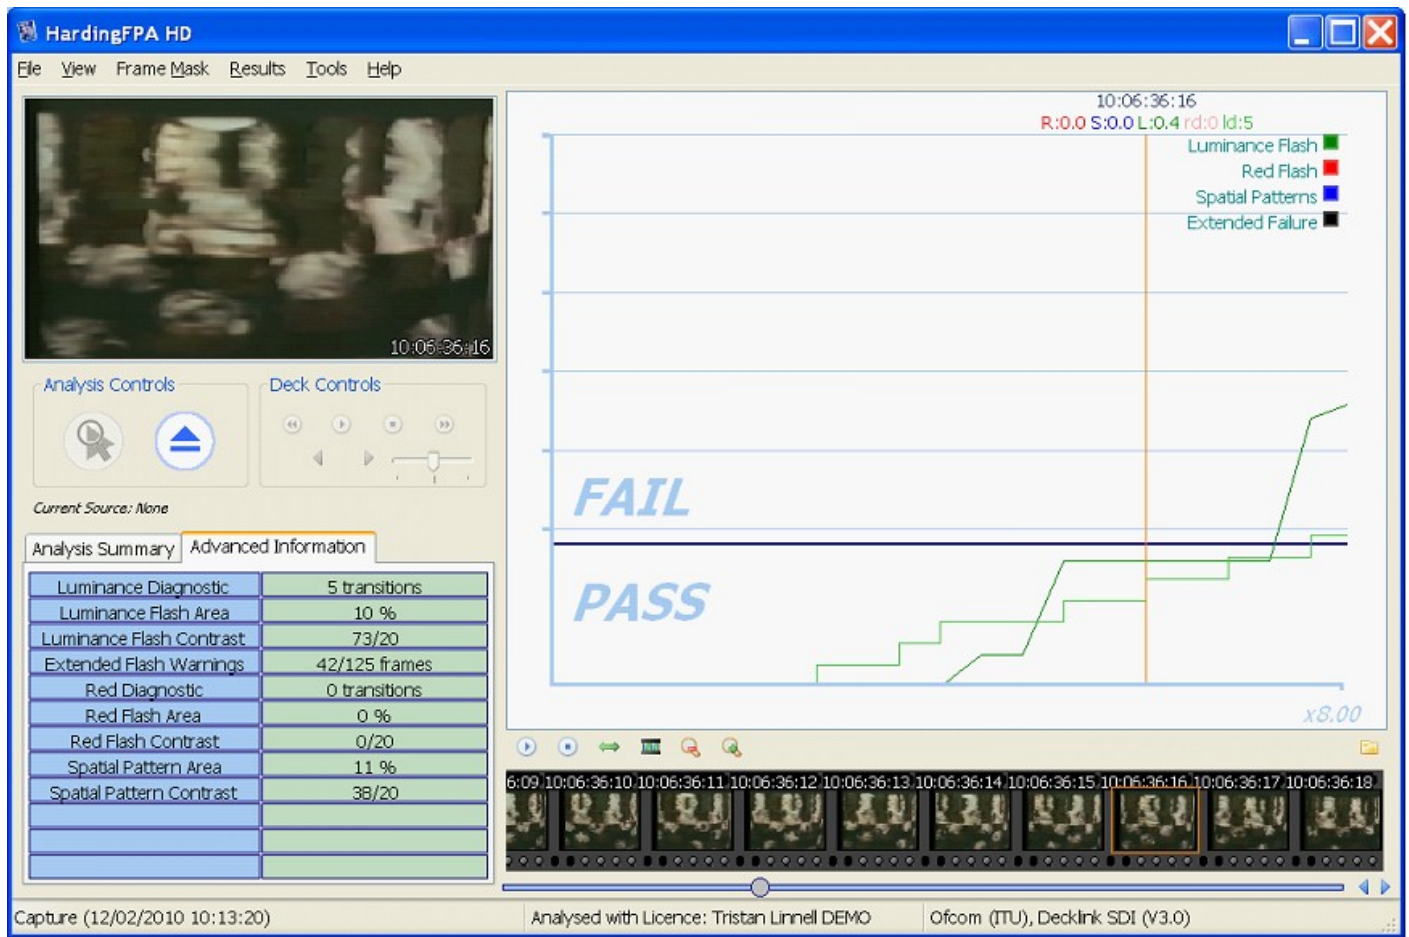 HardingFPA HD
File View Frame Mask Results Tools Help
10:06:36:16
10:06:36:16
R:0.0 S:0.0 L:0.4 rd:0 ld:5
Luminance Flash
Red Flash
Spatial Patterns
Extended Failure
FAIL
PASS
x8.00
Analysis Controls
Deck Controls
Current Source: None
Analysis Summary Advanced Information
Luminance Diagnostic 5 transitions
Luminance Flash Area 10 %
Luminance Flash Contrast 73/20
Extended Flash Warnings 42/125 frames
Red Diagnostic 0 transitions
Red Flash Area 0 %
Red Flash Contrast 0/20
Spatial Pattern Area 11 %
Spatial Pattern Contrast 38/20
6:09 10:06:36:10 10:06:36:11 10:06:36:12 10:06:36:13 10:06:36:14 10:06:36:15 10:06:36:16 10:06:36:17 10:06:36:18
Capture (12/02/2010 10:13:20) Analysed with Licence: Tristan Linnell DEMO Ofcom (ITU), Decklink SDI (V3.0)